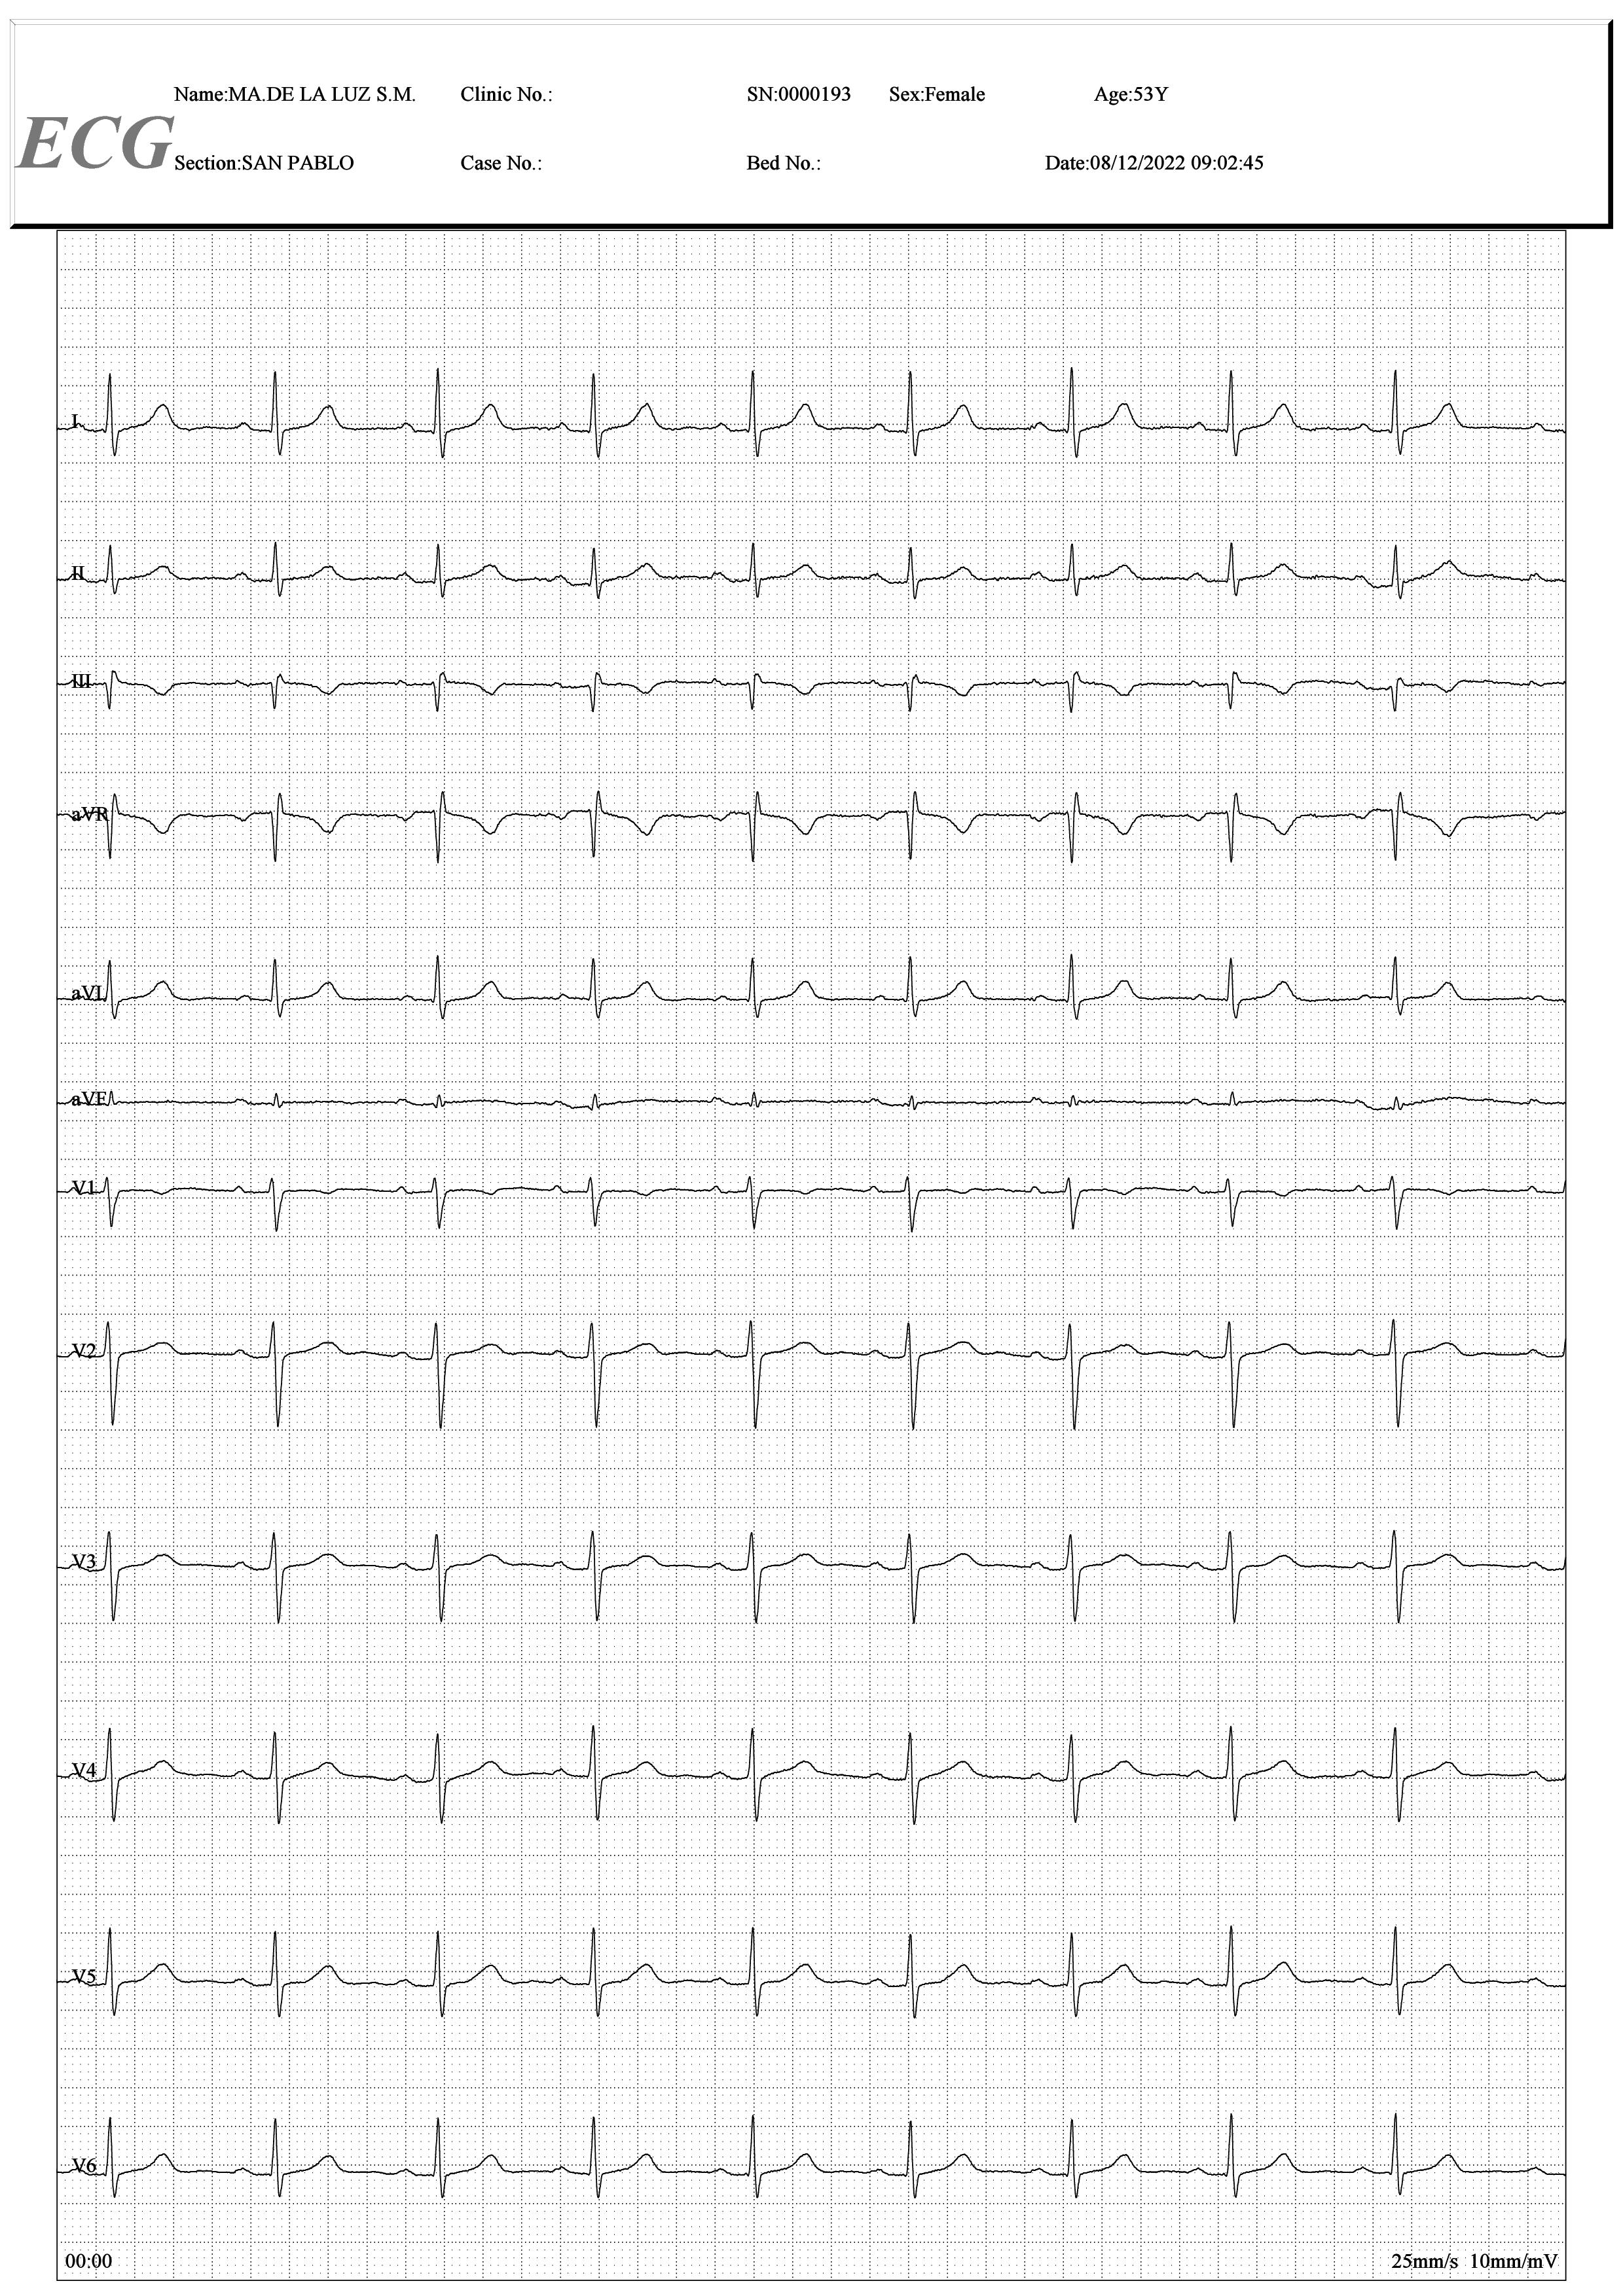 Name:MA.DE LA LUZ S.M. Clinic No.: SN:0000193 Sex:Female Age:53Y
ECG
Section:SAN PABLO Case No.: Bed No.: Date:08/12/2022 09:02:45
I
II
III
aVR
aVL
aVF
V1
V2
V3
V4
V5
V6
00:00 25mm/s 10mm/mV